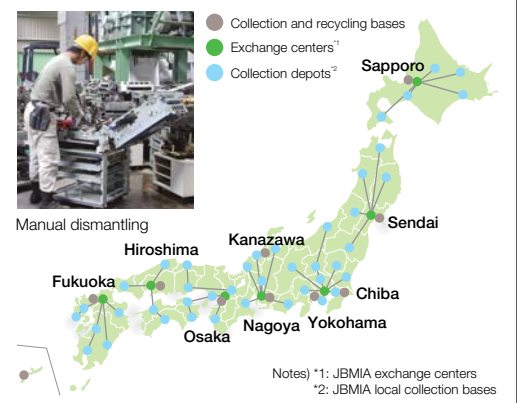 Collection and recycling bases
Exchange centers*1
Collection depots*2
Sapporo
Manual dismantling
Sendai
Kanazawa
Hiroshima
Fukuoka
Chiba
Yokohama
Nagoya
Osaka
Notes) *1: JBMIA exchange centers
*2: JBMIA local collection bases